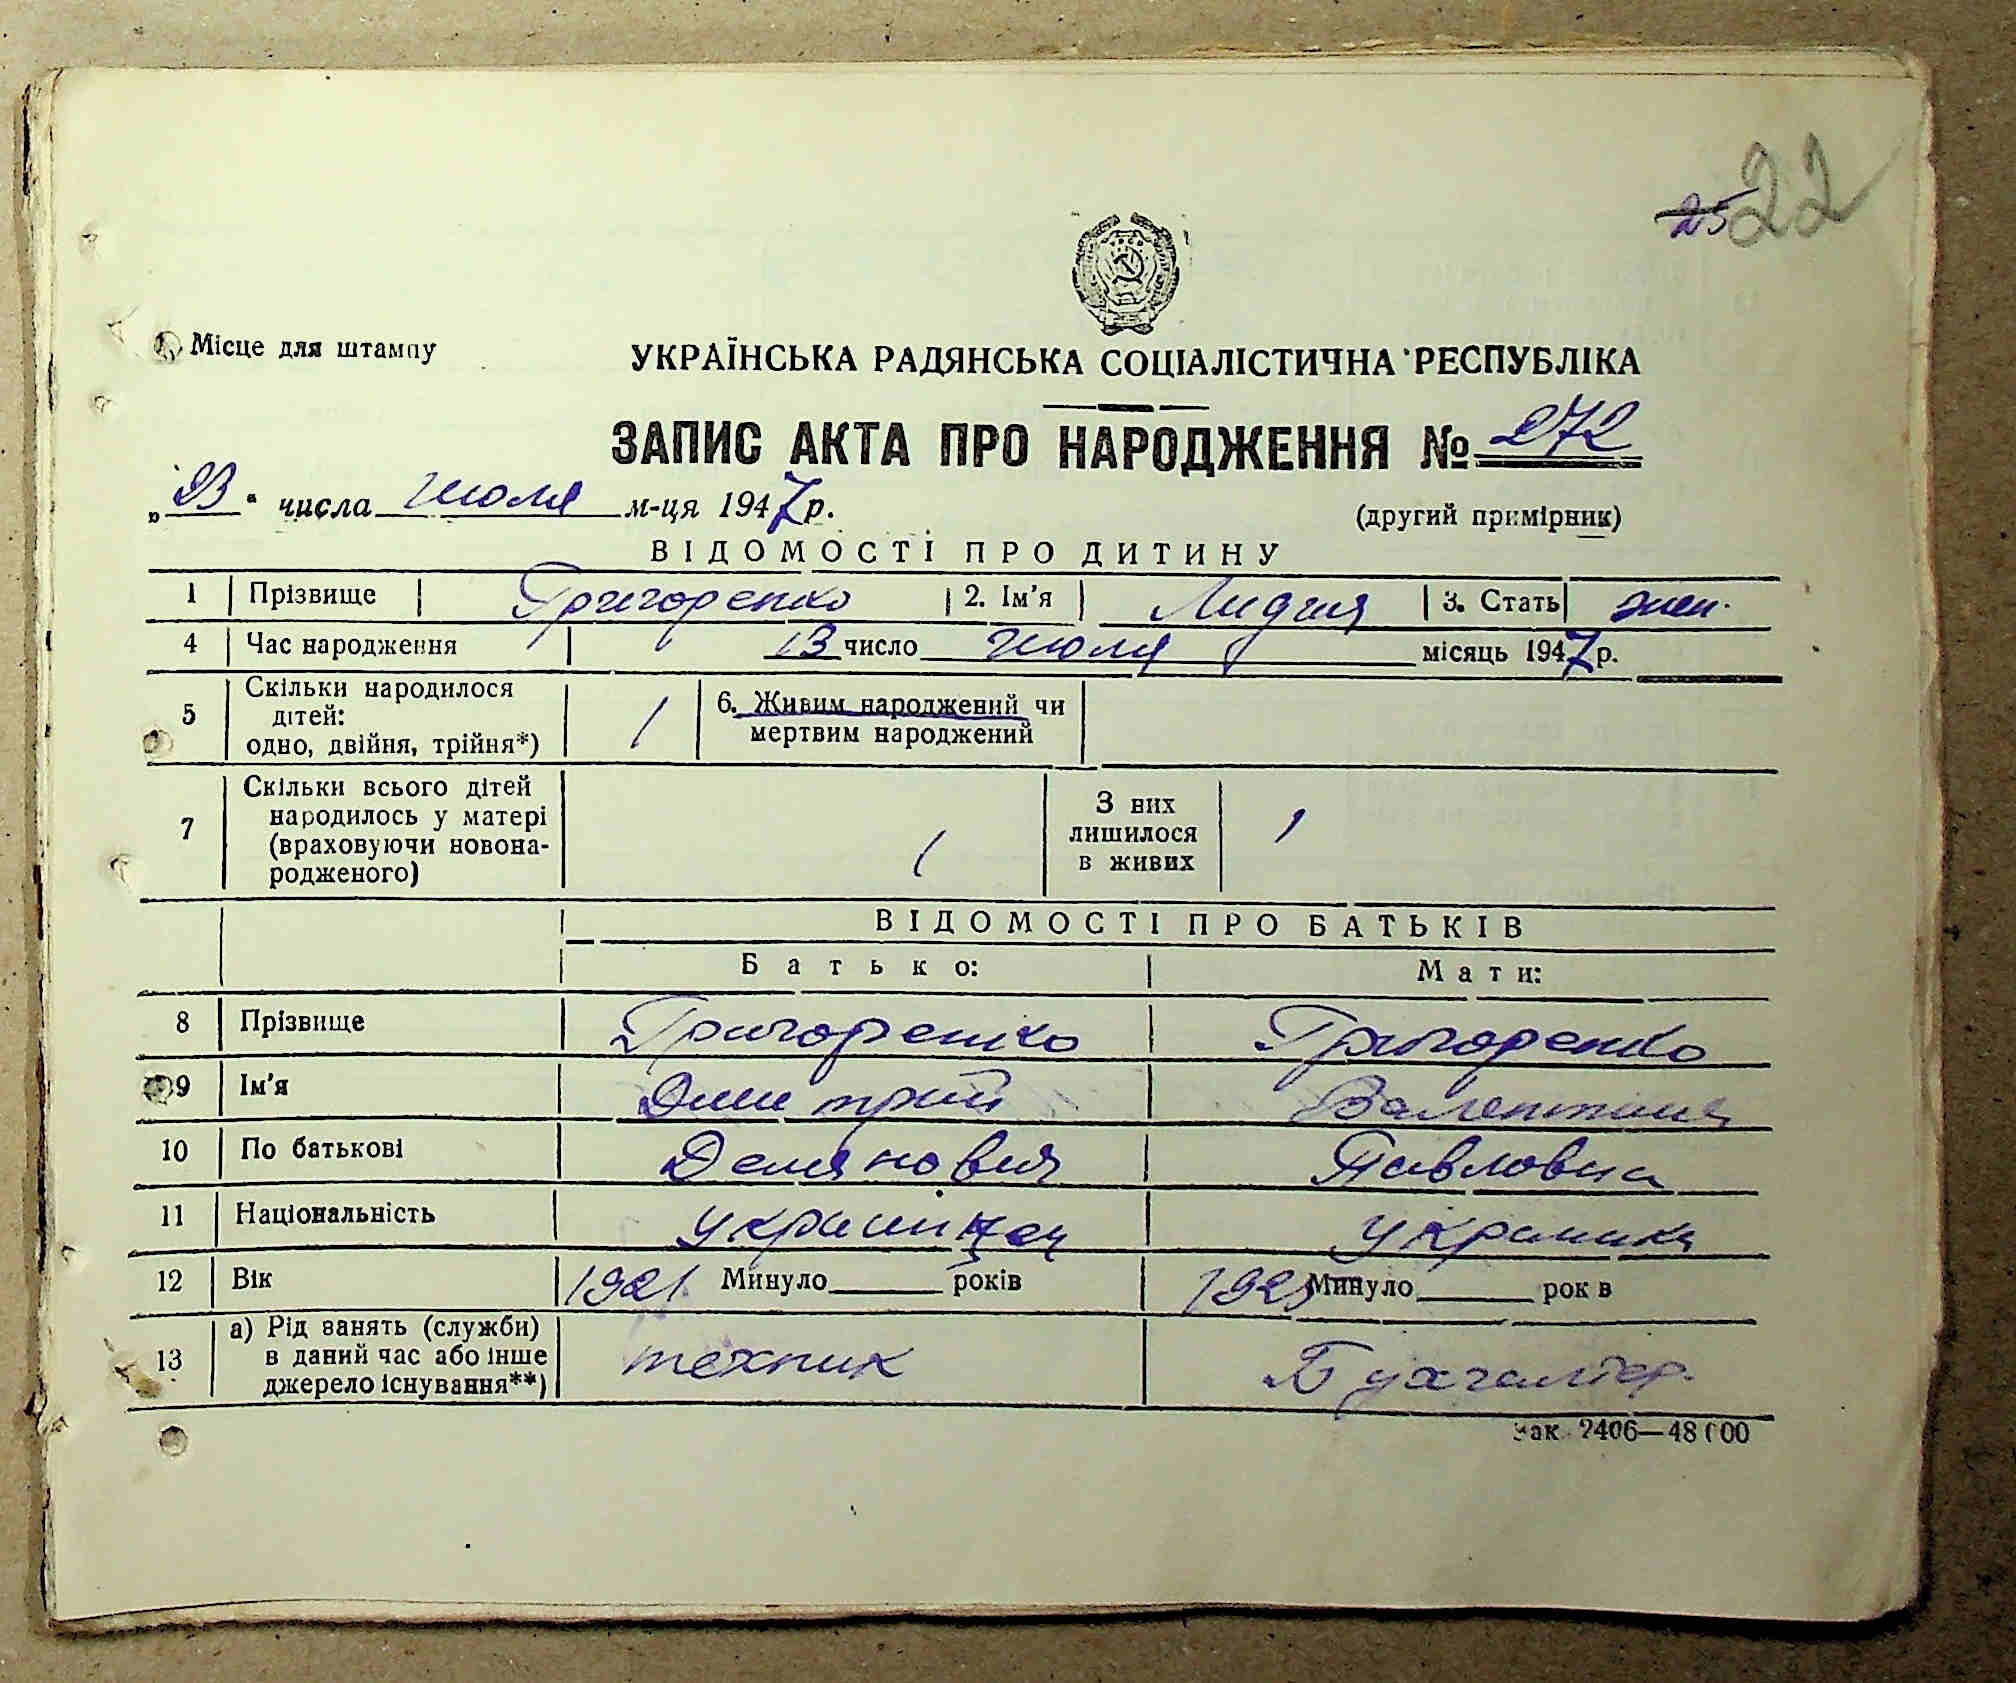 25 22
Місце для штампу
УКРАЇНСЬКА РАДЯНСЬКА СОЦІАЛІСТИЧНА РЕСПУБЛІКА
ЗАПИС АКТА ПРО НАРОДЖЕННЯ № 272
„23“ числа Июля м-ця 1947 р.
(другий примірник)
ВІДОМОСТІ ПРО ДИТИНУ
1 Прізвище Григоренко 2. Ім'я Лидия 3. Стать жен.
4 Час народження 13 число Июля місяць 1947 р.
5 Скільки народилося дітей: одно, двійня, трійня*) 1 6. Живим народжений чи мертвим народжений
7 Скільки всього дітей народилось у матері (враховуючи новонародженого) 1 З них лишилося в живих 1
ВІДОМОСТІ ПРО БАТЬКІВ
Батько: Мати:
8 Прізвище Григоренко Григоренко
9 Ім'я Дмитрий Валентина
10 По батькові Демянович Павловна
11 Національність украинец украинка
12 Вік 1921 Минуло років Минуло рок в
13 а) Рід занять (служби) в даний час або інше джерело існування**) техник Бухгалтер.
Зак. 2406—48000